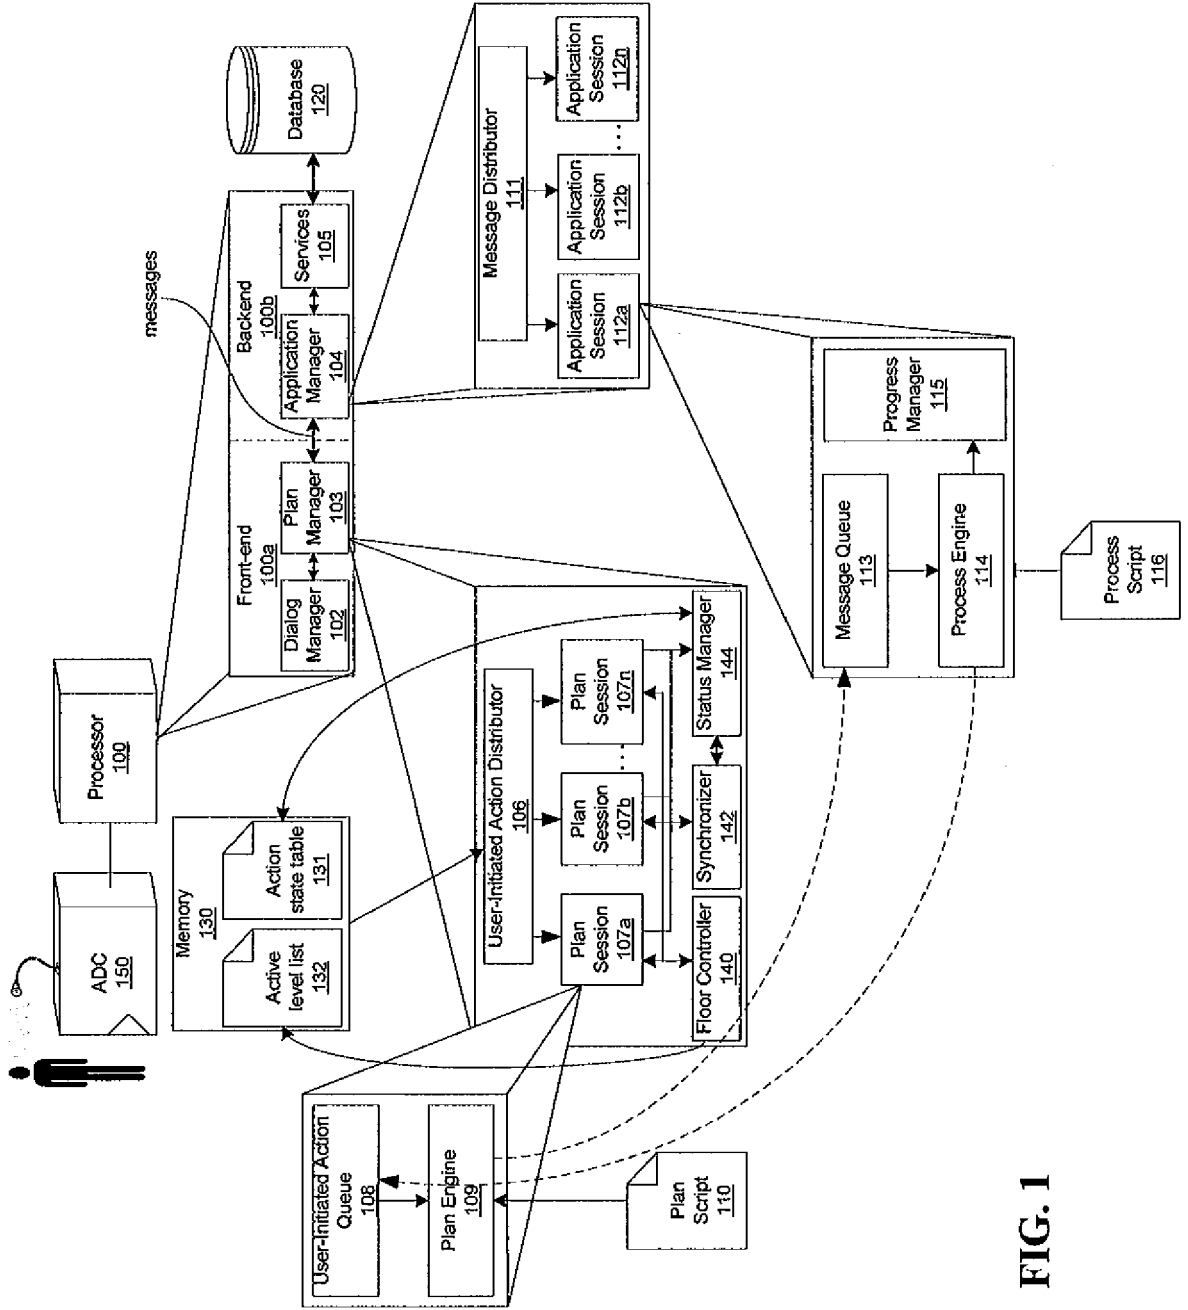 ADC
150
Processor
100
Memory
130
Active
level list
132
Action
state table
131
Front-end
100a
Backend
100b
messages
Dialog
Manager
102
Plan
Manager
103
Application
Manager
104
Services
105
Database
120
User-Initiated Action
Queue
108
Plan Engine
109
Plan
Script
110
User-Initiated Action Distributor
106
Plan
Session
107a
Plan
Session
107b
......
Plan
Session
107n
Floor Controller
140
Synchronizer
142
Status Manager
144
Message Distributor
111
Application
Session
112a
Application
Session
112b
......
Application
Session
112n
Message Queue
113
Process Engine
114
Progress
Manager
115
Process
Script
116
FIG. 1